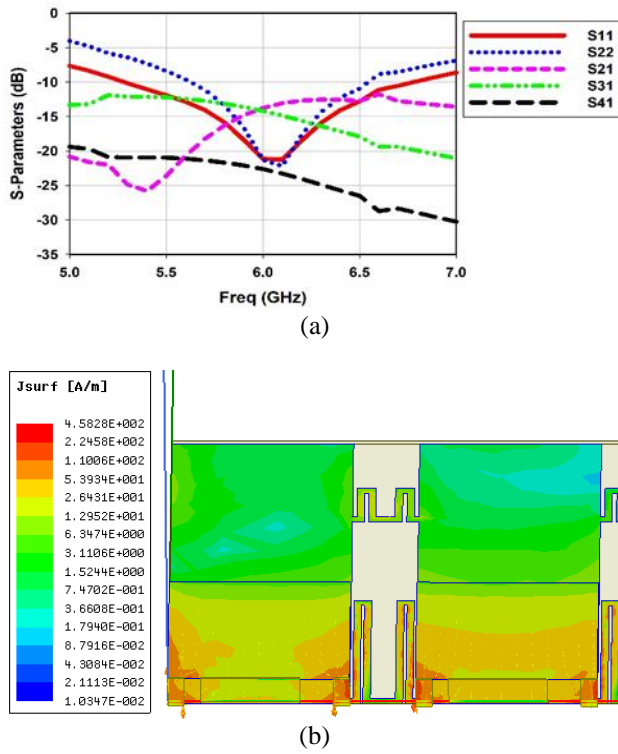 0
-5
-10
-15
-20
-25
-30
-35
S-Parameters (dB)
5.0 5.5 6.0 6.5 7.0
Freq (GHz)
S11
S22
S21
S31
S41
(a)
Jsurf [A/m]
4.5828E+002
2.2458E+002
1.1006E+002
5.3934E+001
2.6431E+001
1.2952E+001
6.3474E+000
3.1106E+000
1.5244E+000
7.4702E-001
3.6608E-001
1.7940E-001
8.7916E-002
4.3084E-002
2.1113E-002
1.0347E-002
(b)